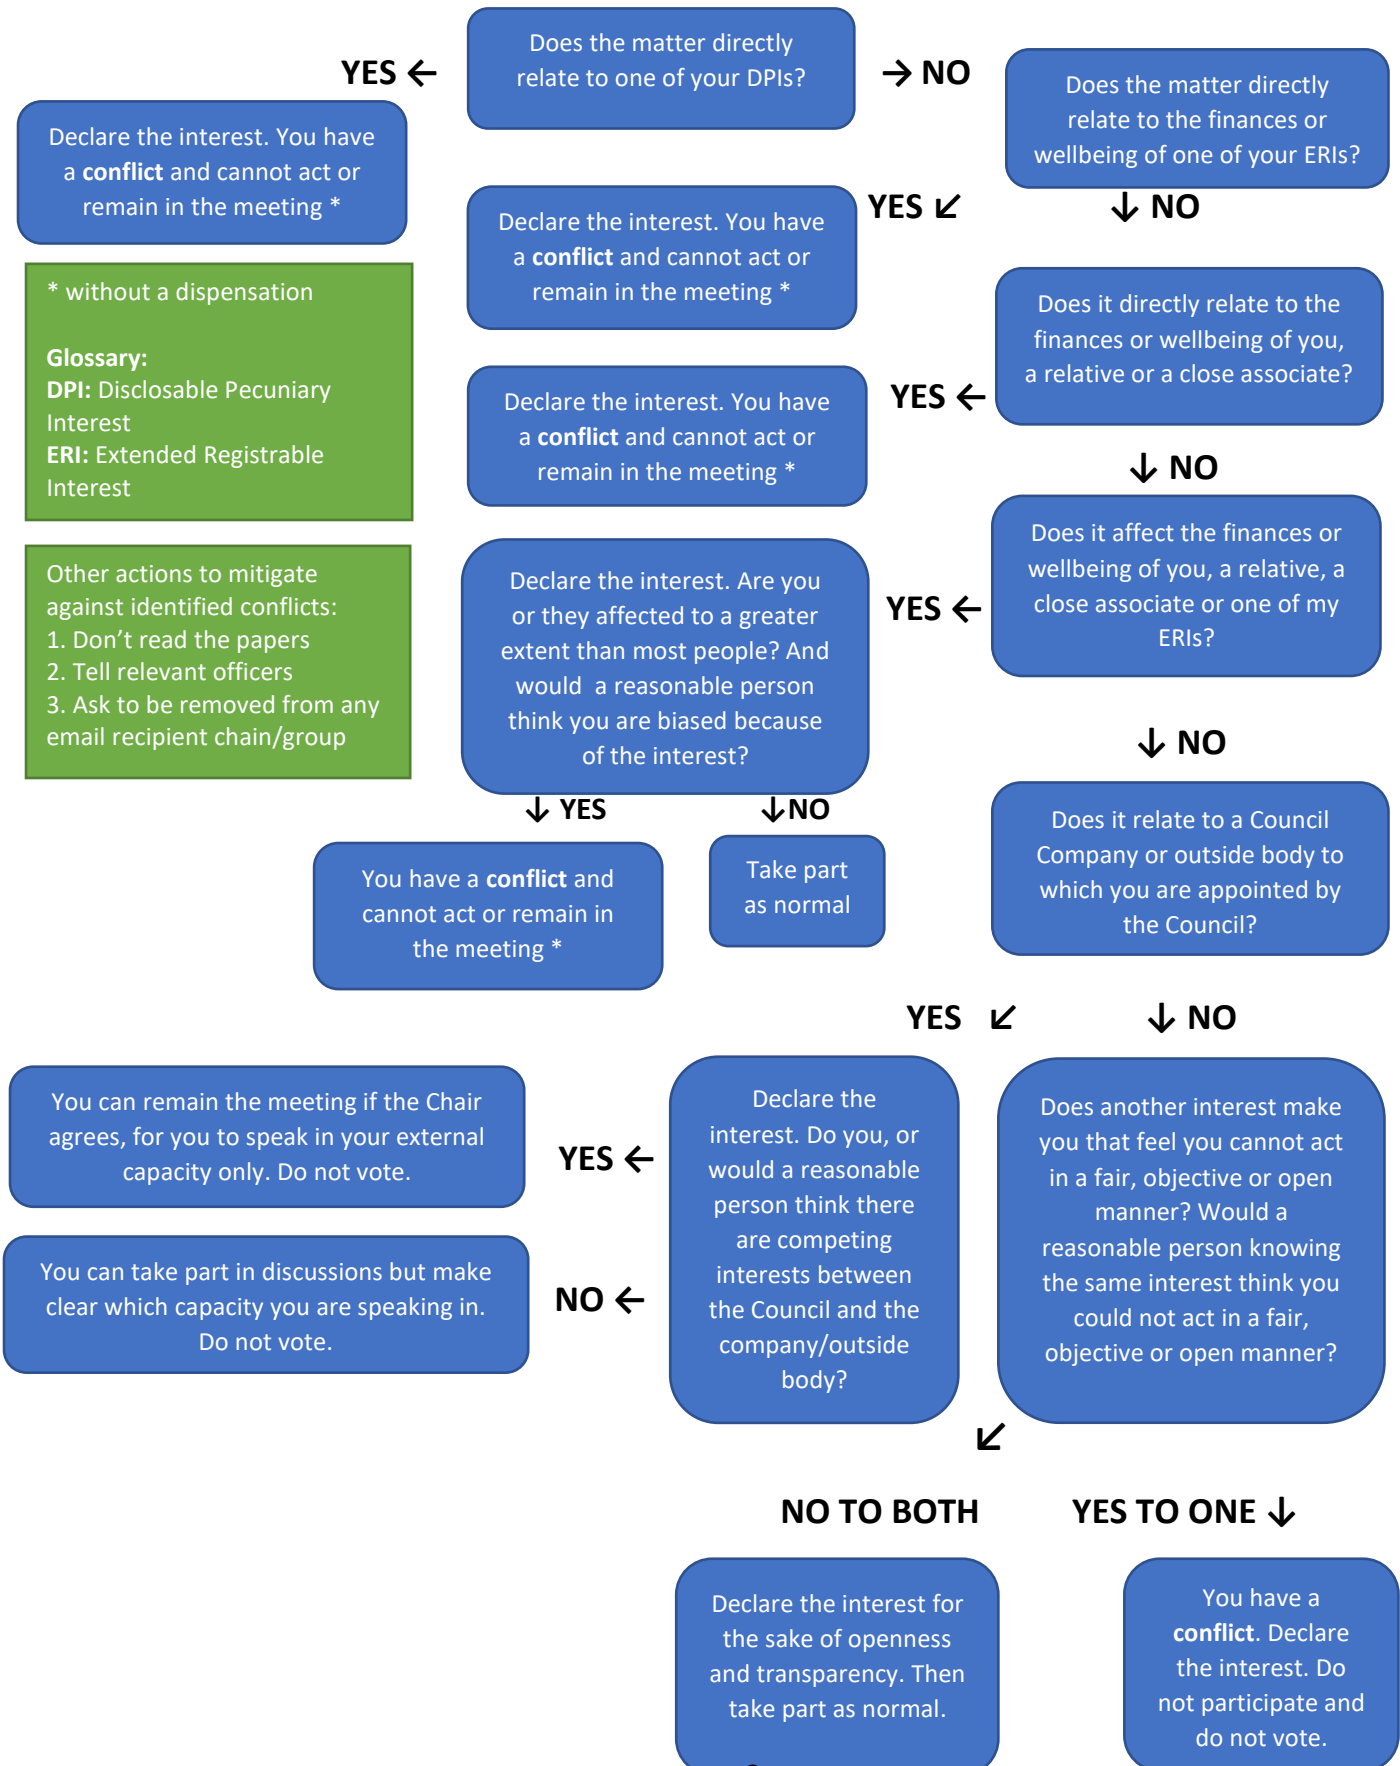 Does the matter directly
relate to one of your DPIs?
YES ←
→ NO
Declare the interest. You have
a conflict and cannot act or
remain in the meeting *
Does the matter directly
relate to the finances or
wellbeing of one of your ERIs?
YES ↙
↓ NO
Declare the interest. You have
a conflict and cannot act or
remain in the meeting *
* without a dispensation
Glossary:
DPI: Disclosable Pecuniary
Interest
ERI: Extended Registrable
Interest
Does it directly relate to the
finances or wellbeing of you,
a relative or a close associate?
YES ←
↓ NO
Declare the interest. You have
a conflict and cannot act or
remain in the meeting *
Does it affect the finances or
wellbeing of you, a relative, a
close associate or one of my
ERIs?
YES ←
↓ NO
Declare the interest. Are you
or they affected to a greater
extent than most people? And
would a reasonable person
think you are biased because
of the interest?
Other actions to mitigate
against identified conflicts:
1. Don’t read the papers
2. Tell relevant officers
3. Ask to be removed from any
email recipient chain/group
↓ YES
↓NO
You have a conflict and
cannot act or remain in
the meeting *
Take part
as normal
Does it relate to a Council
Company or outside body to
which you are appointed by
the Council?
YES ↙
↓ NO
Declare the
interest. Do you, or
would a reasonable
person think there
are competing
interests between
the Council and the
company/outside
body?
YES ←
You can remain the meeting if the Chair
agrees, for you to speak in your external
capacity only. Do not vote.
NO ←
You can take part in discussions but make
clear which capacity you are speaking in.
Do not vote.
Does another interest make
you that feel you cannot act
in a fair, objective or open
manner? Would a
reasonable person knowing
the same interest think you
could not act in a fair,
objective or open manner?
↙
NO TO BOTH
YES TO ONE ↓
Declare the interest for
the sake of openness
and transparency. Then
take part as normal.
You have a
conflict. Declare
the interest. Do
not participate and
do not vote.